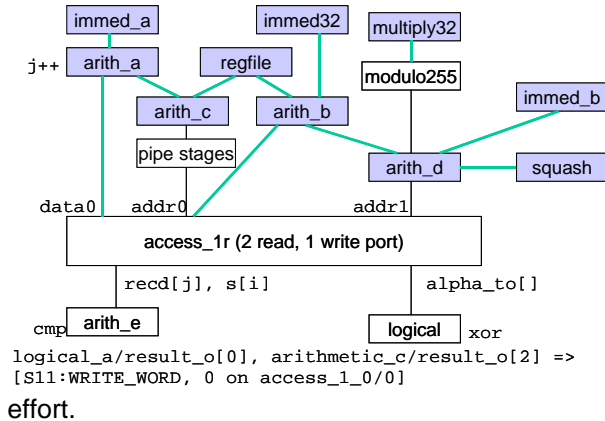 immed_a
immed32
multiply32
j++
arith_a
regfile
modulo255
immed_b
arith_c
arith_b
pipe stages
arith_d
squash
data0
addr0
addr1
access_1r (2 read, 1 write port)
recd[j], s[i]
alpha_to[]
cmp
arith_e
logical
xor
logical_a/result_o[0], arithmetic_c/result_o[2] =>
[S11:WRITE_WORD, 0 on access_1_0/0]
effort.